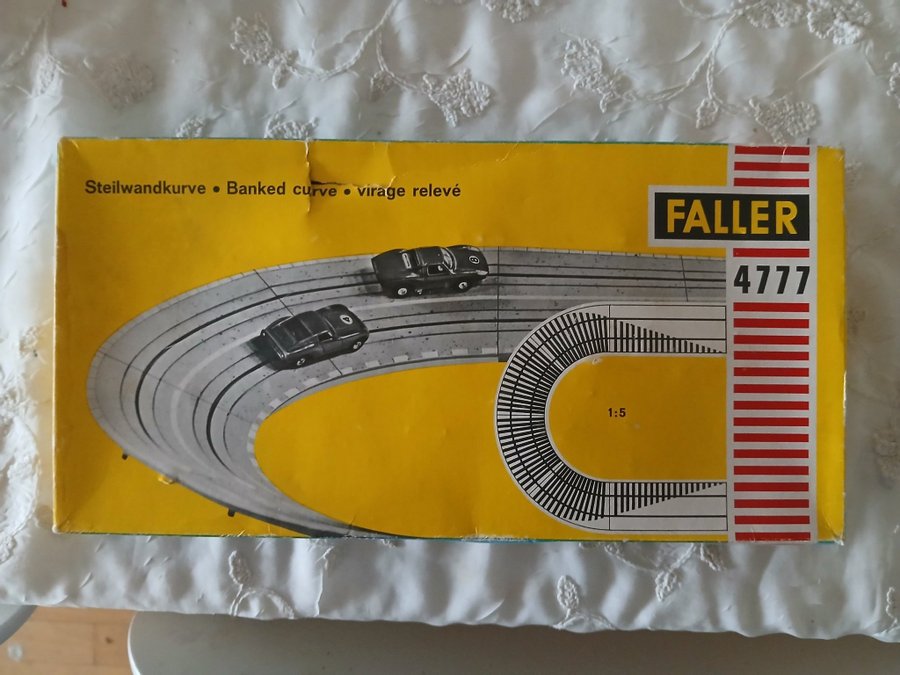 Steilwandkurve • Banked curve • virage relevé
FALLER
4777
1:5